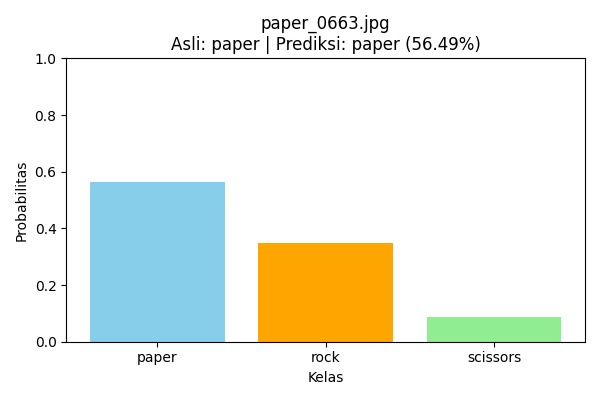 paper_0663.jpg
Asli: paper | Prediksi: paper (56.49%)
1.0
0.8
0.6
0.4
0.2
0.0
Probabilitas
paper
rock
scissors
Kelas